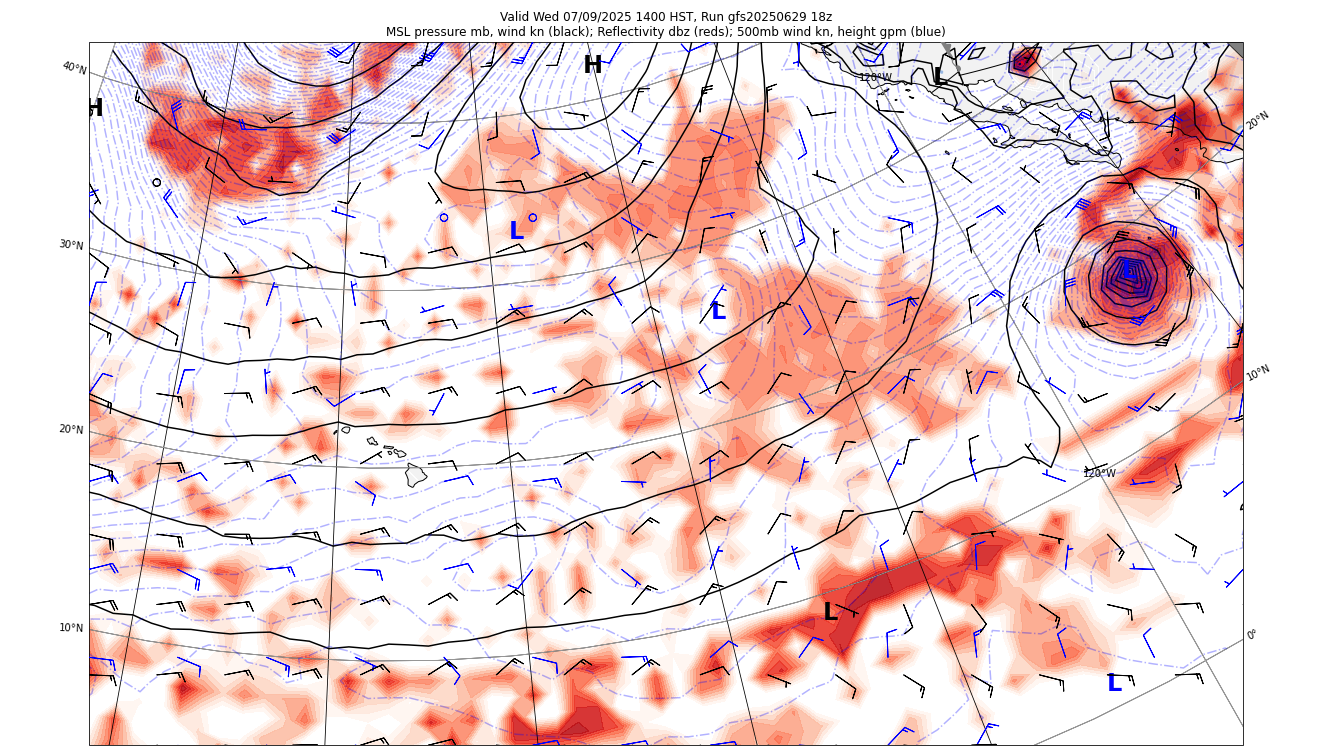 Valid Wed 07/09/2025 1400 HST, Run gfs20250629 18z
MSL pressure mb, wind kn (black); Reflectivity dbz (reds); 500mb wind kn, height gpm (blue)
40°N
H
H
120°W
L
20°N
30°N
L
L
L
10°N
20°N
120°W
10°N
L
0°
L